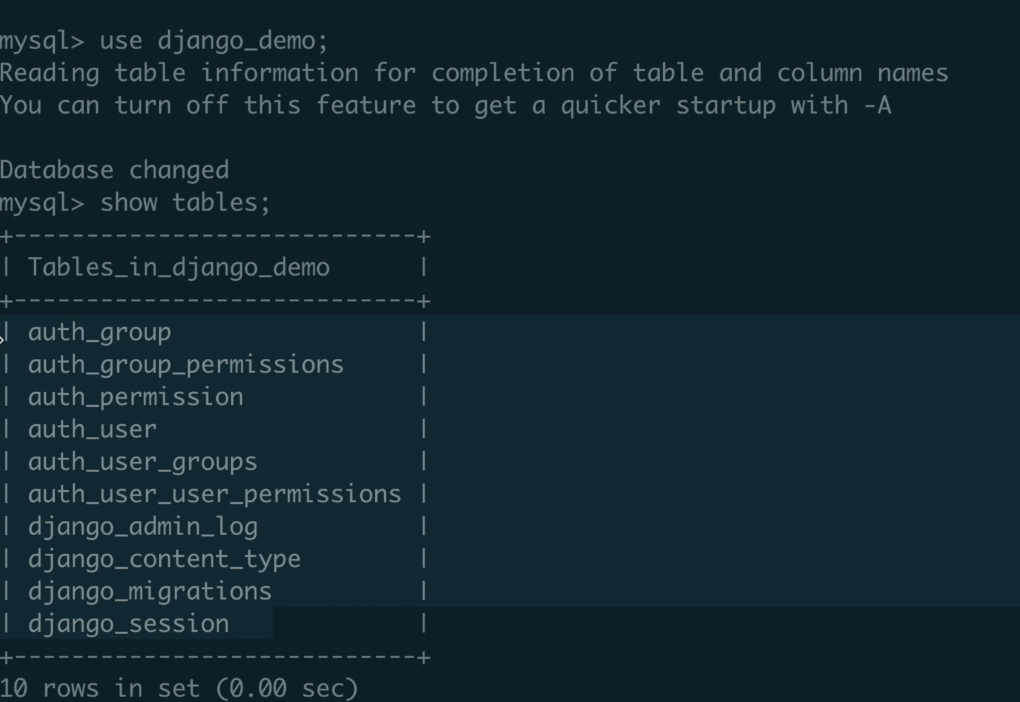 mysql> use django_demo;
Reading table information for completion of table and column names
You can turn off this feature to get a quicker startup with -A
Database changed
mysql> show tables;
+----------------------------+
| Tables_in_django_demo      |
+----------------------------+
| auth_group                 |
| auth_group_permissions     |
| auth_permission            |
| auth_user                  |
| auth_user_groups           |
| auth_user_user_permissions |
| django_admin_log           |
| django_content_type        |
| django_migrations          |
| django_session             |
+----------------------------+
10 rows in set (0.00 sec)